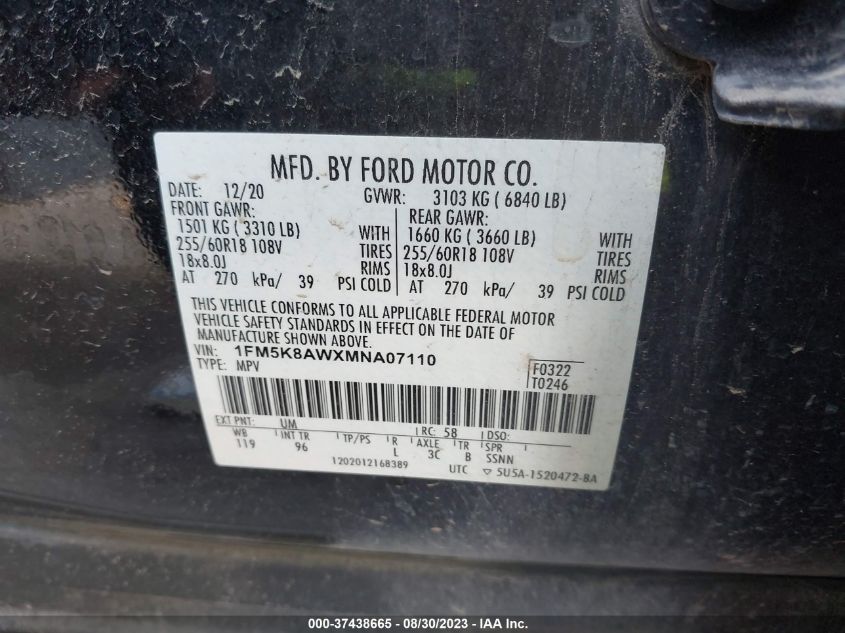 MFD. BY FORD MOTOR CO.
DATE: 12/20 GVWR: 3103 KG ( 6840 LB)
FRONT GAWR: REAR GAWR:
1501 KG ( 3310 LB) WITH 1660 KG ( 3660 LB) WITH
255/60R18 108V TIRES 255/60R18 108V TIRES
18x8.0J RIMS 18x8.0J RIMS
AT 270 kPa/ 39 PSI COLD AT 270 kPa/ 39 PSI COLD
THIS VEHICLE CONFORMS TO ALL APPLICABLE FEDERAL MOTOR
VEHICLE SAFETY STANDARDS IN EFFECT ON THE DATE OF
MANUFACTURE SHOWN ABOVE.
VIN: 1FM5K8AWXMNA07110
TYPE: MPV
F0322
T0246
EXT PNT: UM RC: 58 DSO:
WB INT TR TP/PS R AXLE TR SPR
119 96 L 3C B SSNN
1202012168389 UTC ▽ 5U5A-1520472-BA
000-37438665 - 08/30/2023 - IAA Inc.